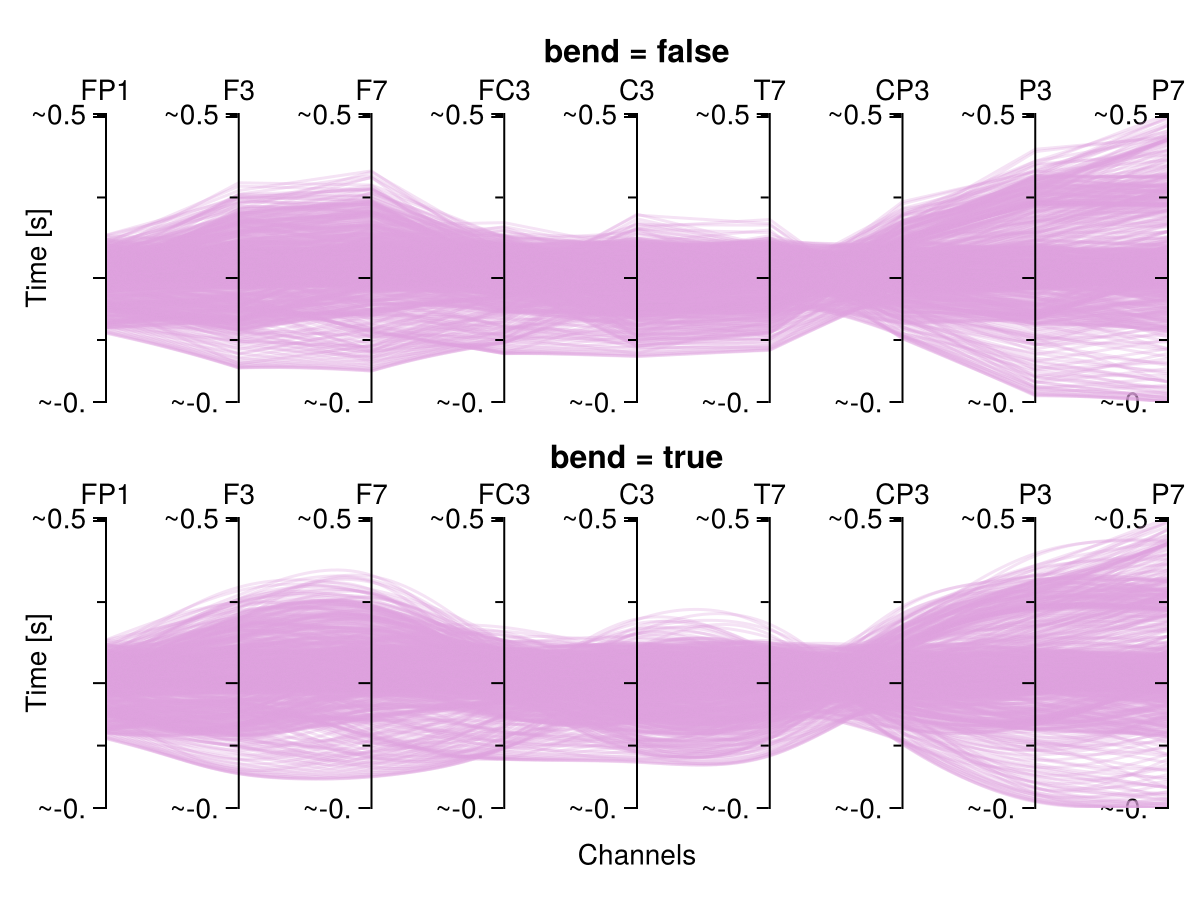 bend = false
FP1 F3 F7 FC3 C3 T7 CP3 P3 P7
~0.5 ~0.5 ~0.5 ~0.5 ~0.5 ~0.5 ~0.5 ~0.5 ~0.5
Time [s]
~-0. ~-0. ~-0. ~-0. ~-0. ~-0. ~-0. ~-0. ~-0.
bend = true
FP1 F3 F7 FC3 C3 T7 CP3 P3 P7
~0.5 ~0.5 ~0.5 ~0.5 ~0.5 ~0.5 ~0.5 ~0.5 ~0.5
Time [s]
~-0. ~-0. ~-0. ~-0. ~-0. ~-0. ~-0. ~-0. ~-0.
Channels